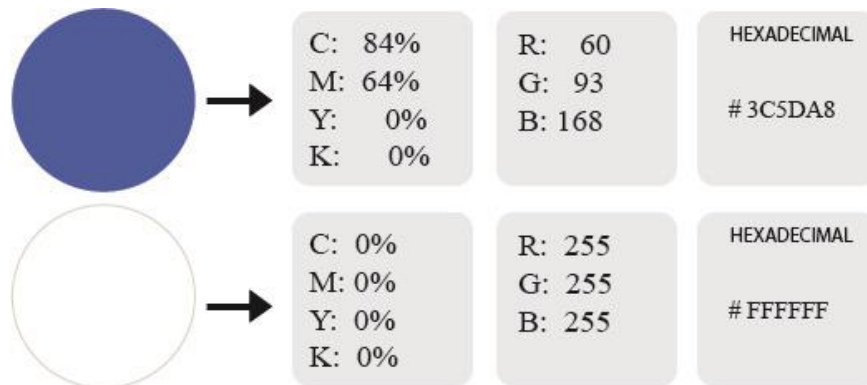 C: 84%
M: 64%
Y: 0%
K: 0%
R: 60
G: 93
B: 168
HEXADECIMAL
# 3C5DA8
C: 0%
M: 0%
Y: 0%
K: 0%
R: 255
G: 255
B: 255
HEXADECIMAL
# FFFFFF